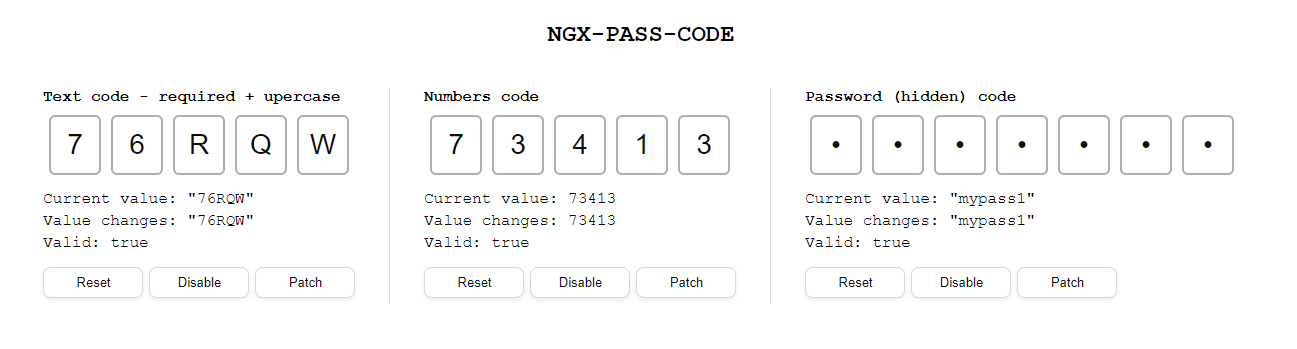 NGX-PASS-CODE
Text code - required + upercase
7 6 R Q W
Current value: "76RQW"
Value changes: "76RQW"
Valid: true
Reset Disable Patch
Numbers code
7 3 4 1 3
Current value: 73413
Value changes: 73413
Valid: true
Reset Disable Patch
Password (hidden) code
• • • • • • •
Current value: "mypass1"
Value changes: "mypass1"
Valid: true
Reset Disable Patch